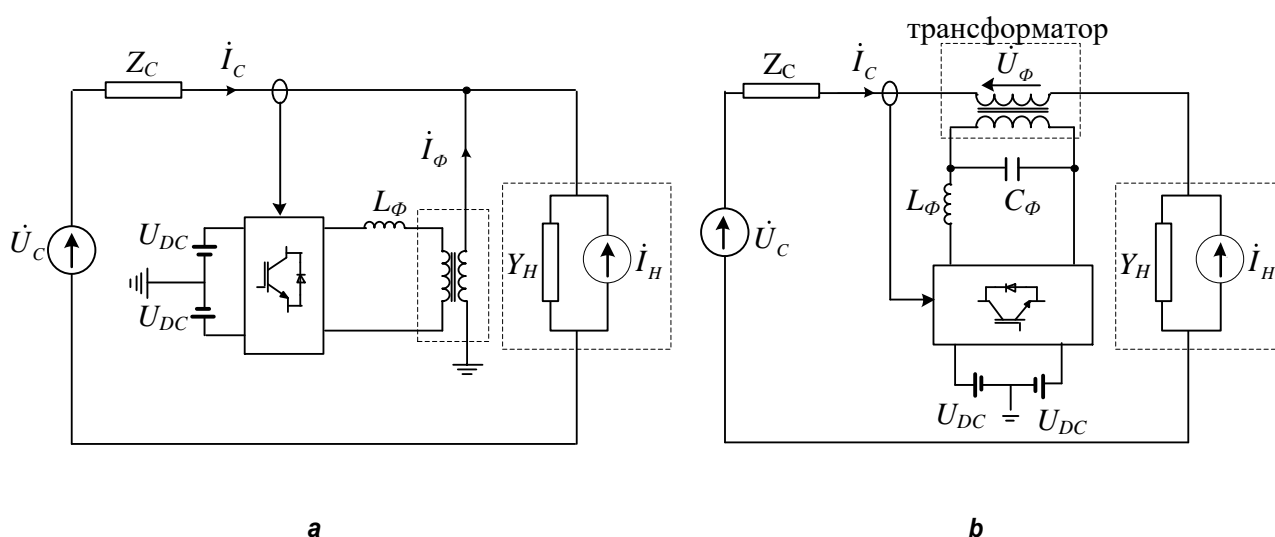 трансформатор
Z_C
İ_C
Z_C
İ_C
U̇_Ф
İ_Ф
L_Ф
U_DC
U̇_C
U_DC
Y_H
İ_H
L_Ф
C_Ф
U̇_C
Y_H
İ_H
U_DC
U_DC
a
b